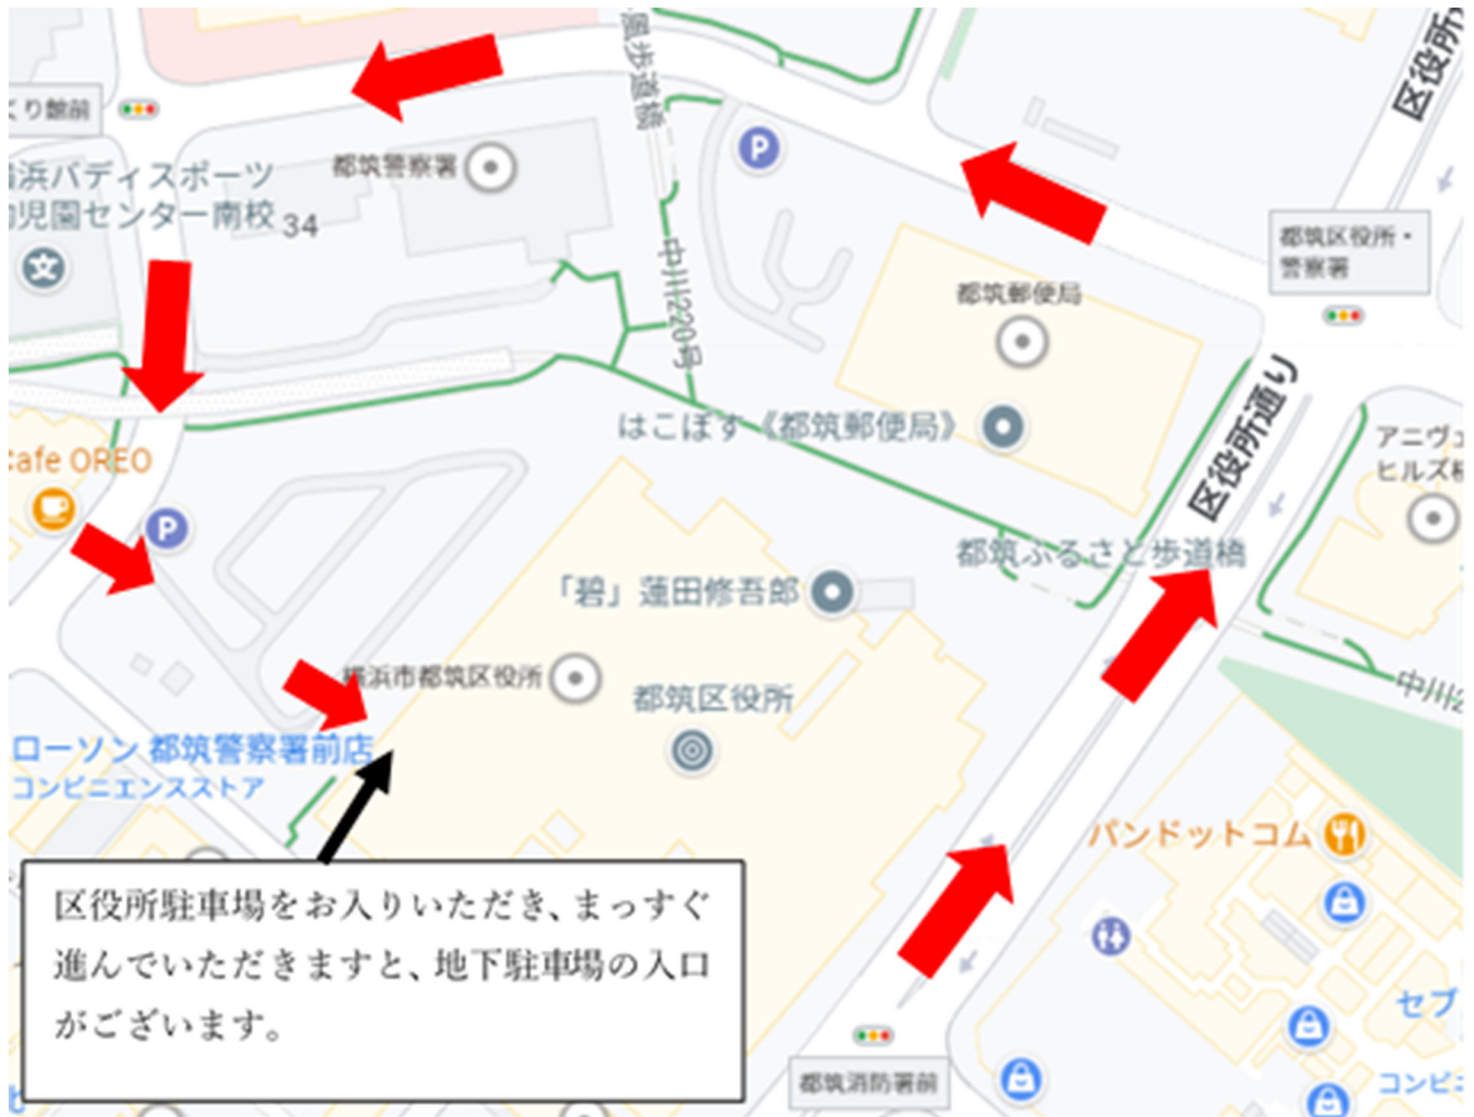 風歩道橋
区役所
くり館前
都筑警察署
P
浜バディスポーツ
児園センター南校
34
都筑区役所・
警察署
中川220号
都筑郵便局
はこぽす《都筑郵便局》
区役所通り
アニヴェ
ヒルズ横
cafe OREO
P
都筑ふるさと歩道橋
「碧」蓮田修吾郎
横浜市都筑区役所
都筑区役所
中川2
ローソン 都筑警察署前店
コンビニエンスストア
パンドットコム
区役所駐車場をお入りいただき、まっすぐ
進んでいただきますと、地下駐車場の入口
がございます。
セブ
都筑消防署前
コンビニ